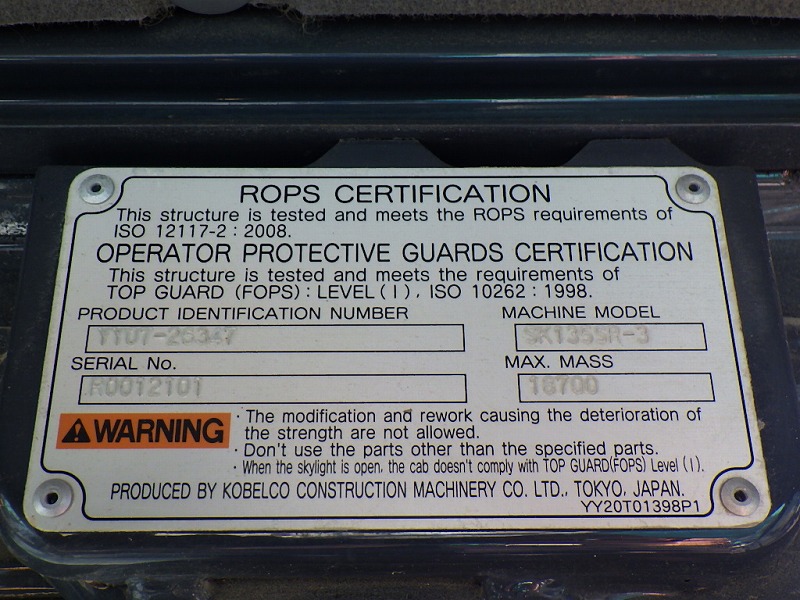 ROPS CERTIFICATION
This structure is tested and meets the ROPS requirements of
ISO 12117-2 : 2008.
OPERATOR PROTECTIVE GUARDS CERTIFICATION
This structure is tested and meets the requirements of
TOP GUARD (FOPS) : LEVEL ( I ) , ISO 10262 : 1998.
PRODUCT IDENTIFICATION NUMBER
MACHINE MODEL
SK135SR-3
SERIAL No.
MAX. MASS
R0012101
16700
WARNING
· The modification and rework causing the deterioration of
the strength are not allowed.
· Don't use the parts other than the specified parts.
· When the skylight is open, the cab doesn't comply with TOP GUARD(FOPS) Level ( I ).
PRODUCED BY KOBELCO CONSTRUCTION MACHINERY CO. LTD., TOKYO, JAPAN.
YY20T01398P1